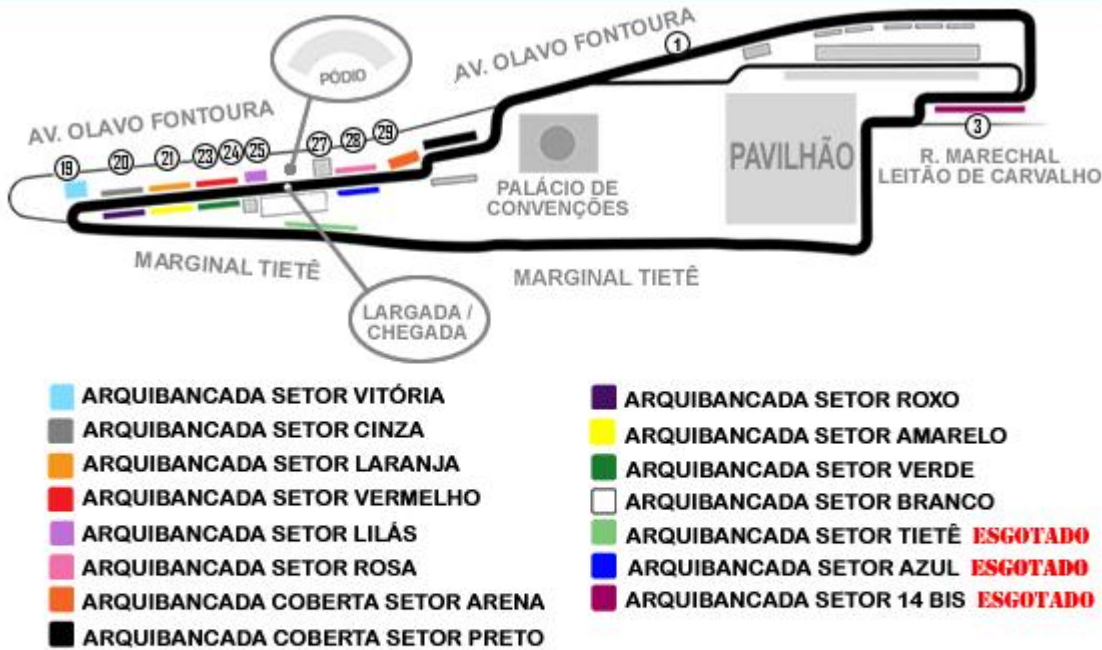 PÓDIO
AV. OLAVO FONTOURA
1
AV. OLAVO FONTOURA
19
20
21
23
24
25
27
28
29
PALÁCIO DE
CONVENÇÕES
PAVILHÃO
3
R. MARECHAL
LEITÃO DE CARVALHO
MARGINAL TIETÊ
MARGINAL TIETÊ
LARGADA /
CHEGADA
ARQUIBANCADA SETOR VITÓRIA
ARQUIBANCADA SETOR CINZA
ARQUIBANCADA SETOR LARANJA
ARQUIBANCADA SETOR VERMELHO
ARQUIBANCADA SETOR LILÁS
ARQUIBANCADA SETOR ROSA
ARQUIBANCADA COBERTA SETOR ARENA
ARQUIBANCADA COBERTA SETOR PRETO
ARQUIBANCADA SETOR ROXO
ARQUIBANCADA SETOR AMARELO
ARQUIBANCADA SETOR VERDE
ARQUIBANCADA SETOR BRANCO
ARQUIBANCADA SETOR TIETÊ ESGOTADO
ARQUIBANCADA SETOR AZUL ESGOTADO
ARQUIBANCADA SETOR 14 BIS ESGOTADO